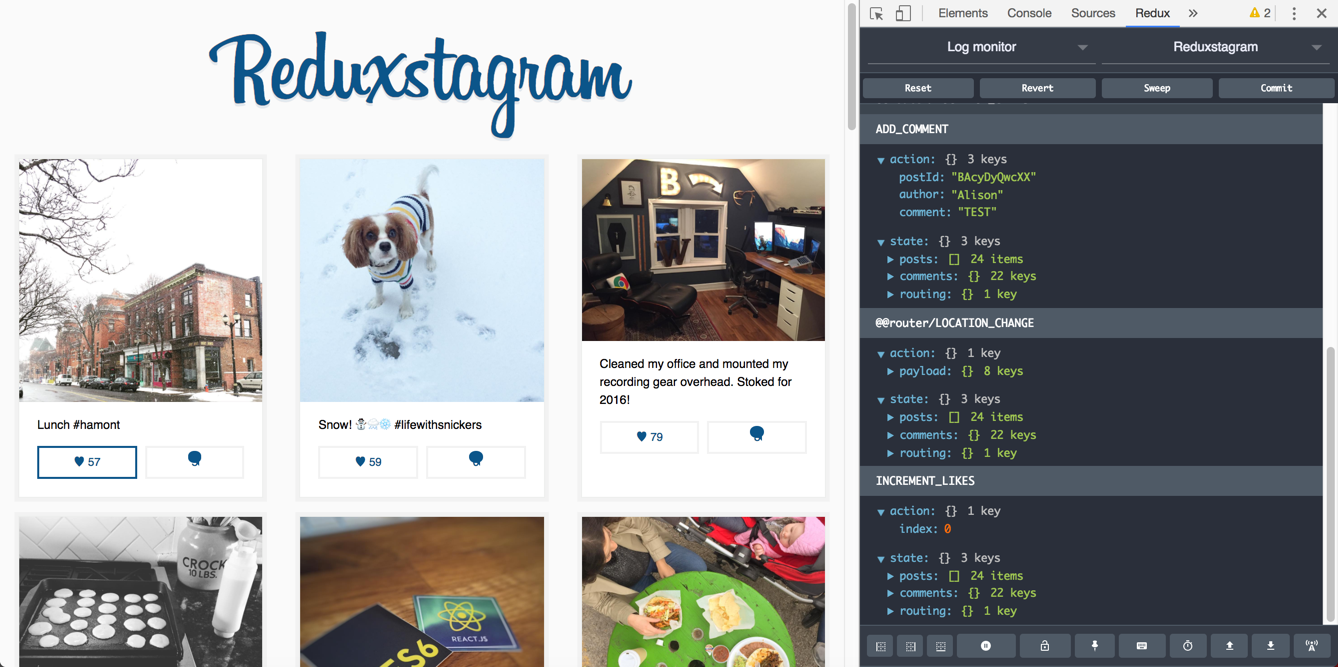 Reduxstagram
Lunch #hamont
57
Snow! ⛄🌨❄ #lifewithsnickers
59
B
W
Cleaned my office and mounted my
recording gear overhead. Stoked for
2016!
79
CROCK
10 LBS.
REACT.JS
ES6
Elements
Console
Sources
Redux
»
2
Log monitor
Reduxstagram
Reset
Revert
Sweep
Commit
ADD_COMMENT
action: {} 3 keys
postId: "BAcyDyQwcXX"
author: "Alison"
comment: "TEST"
state: {} 3 keys
posts: [] 24 items
comments: {} 22 keys
routing: {} 1 key
@@router/LOCATION_CHANGE
action: {} 1 key
payload: {} 8 keys
state: {} 3 keys
posts: [] 24 items
comments: {} 22 keys
routing: {} 1 key
INCREMENT_LIKES
action: {} 1 key
index: 0
state: {} 3 keys
posts: [] 24 items
comments: {} 22 keys
routing: {} 1 key